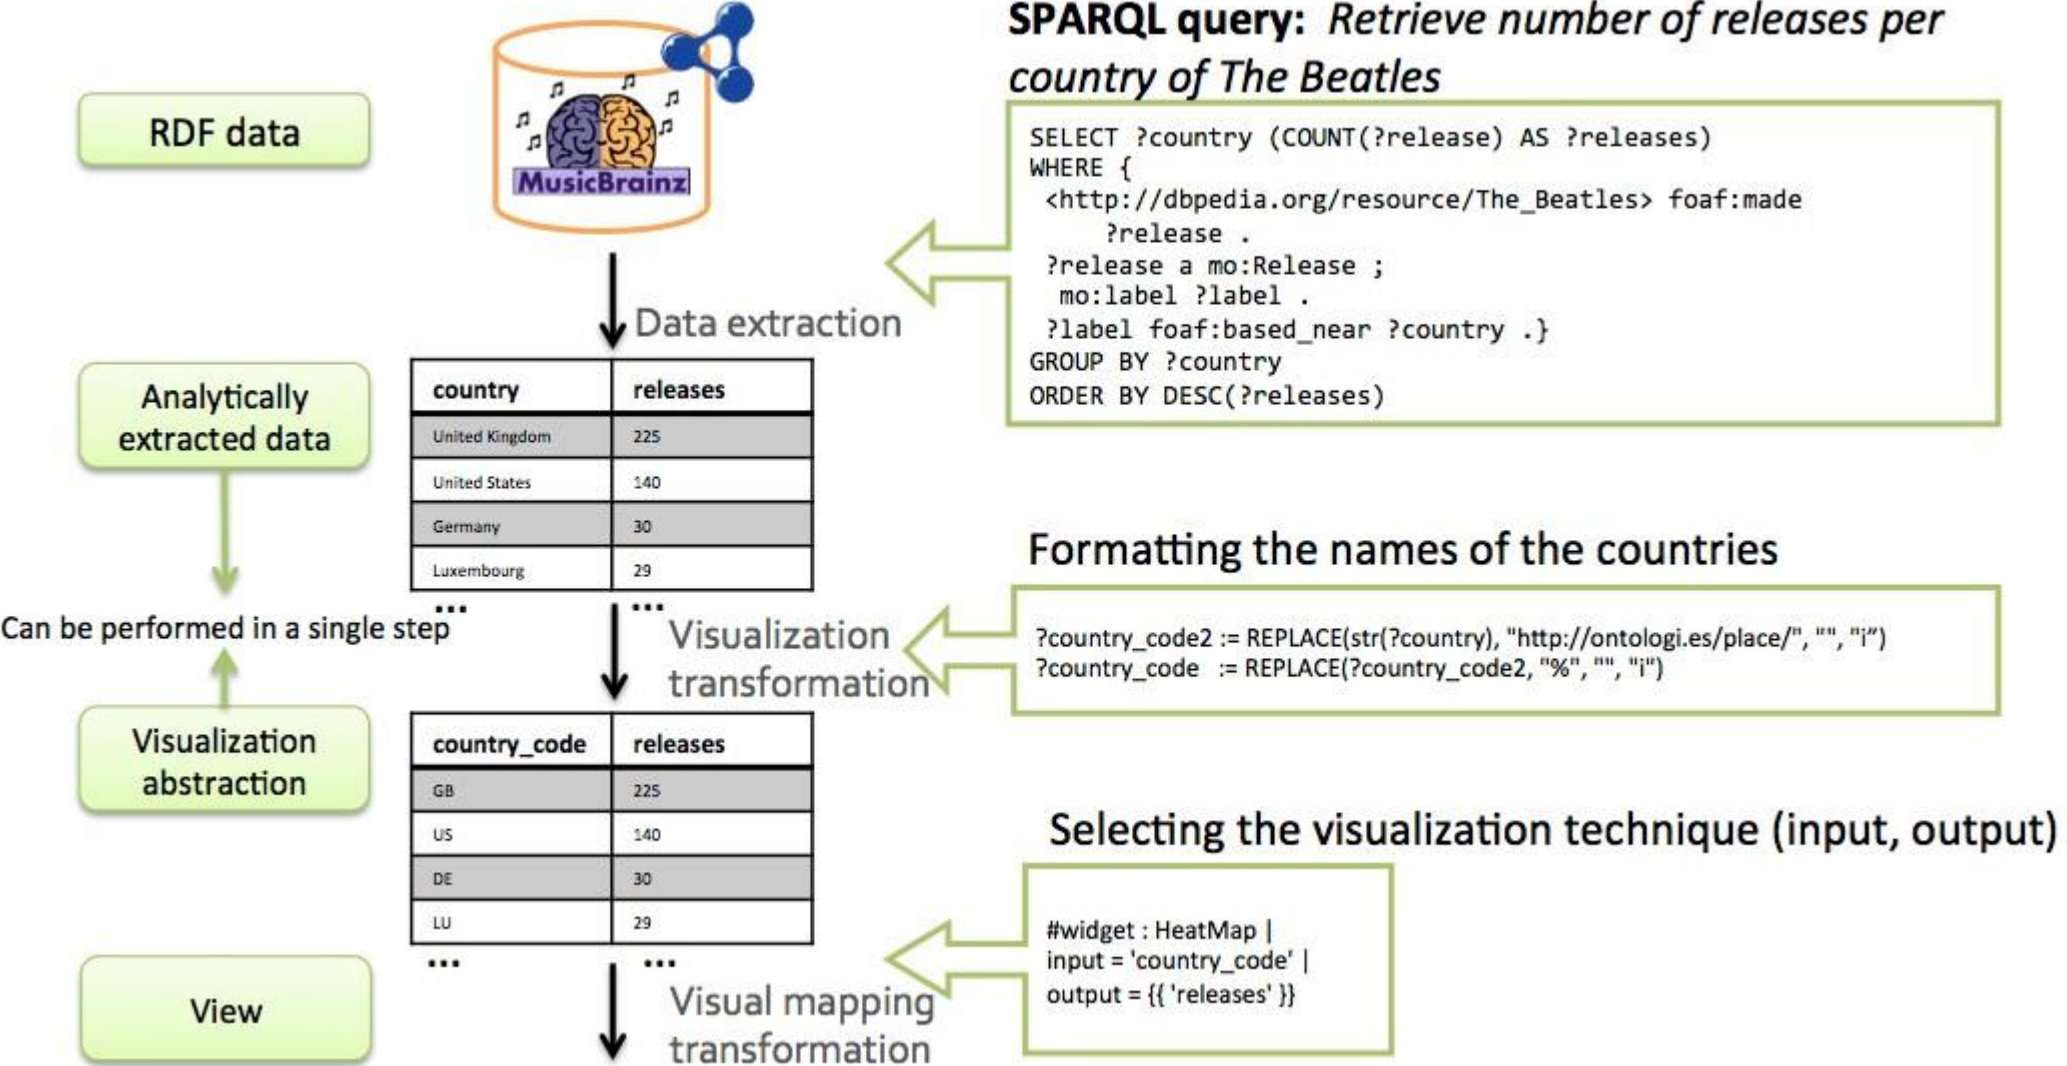 SPARQL query: Retrieve number of releases per
country of The Beatles
RDF data
MusicBrainz
SELECT ?country (COUNT(?release) AS ?releases)
WHERE {
<http://dbpedia.org/resource/The_Beatles> foaf:made
?release .
?release a mo:Release ;
mo:label ?label .
?label foaf:based_near ?country .}
GROUP BY ?country
ORDER BY DESC(?releases)
Data extraction
Analytically
extracted data
country releases
United Kingdom 225
United States 140
Germany 30
Luxembourg 29
... ...
Can be performed in a single step
Visualization
transformation
Formatting the names of the countries
?country_code2 := REPLACE(str(?country), "http://ontologi.es/place/", "", "i")
?country_code := REPLACE(?country_code2, "%", "", "i")
Visualization
abstraction
country_code releases
GB 225
US 140
DE 30
LU 29
... ...
Selecting the visualization technique (input, output)
#widget : HeatMap |
input = 'country_code' |
output = {{ 'releases' }}
View
Visual mapping
transformation